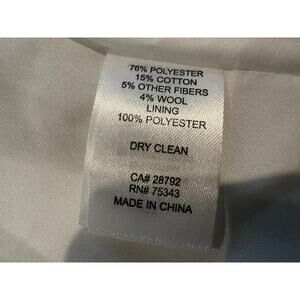 76% POLYESTER
15% COTTON
5% OTHER FIBERS
4% WOOL
LINING
100% POLYESTER
DRY CLEAN
CA# 28792
RN# 75343
MADE IN CHINA